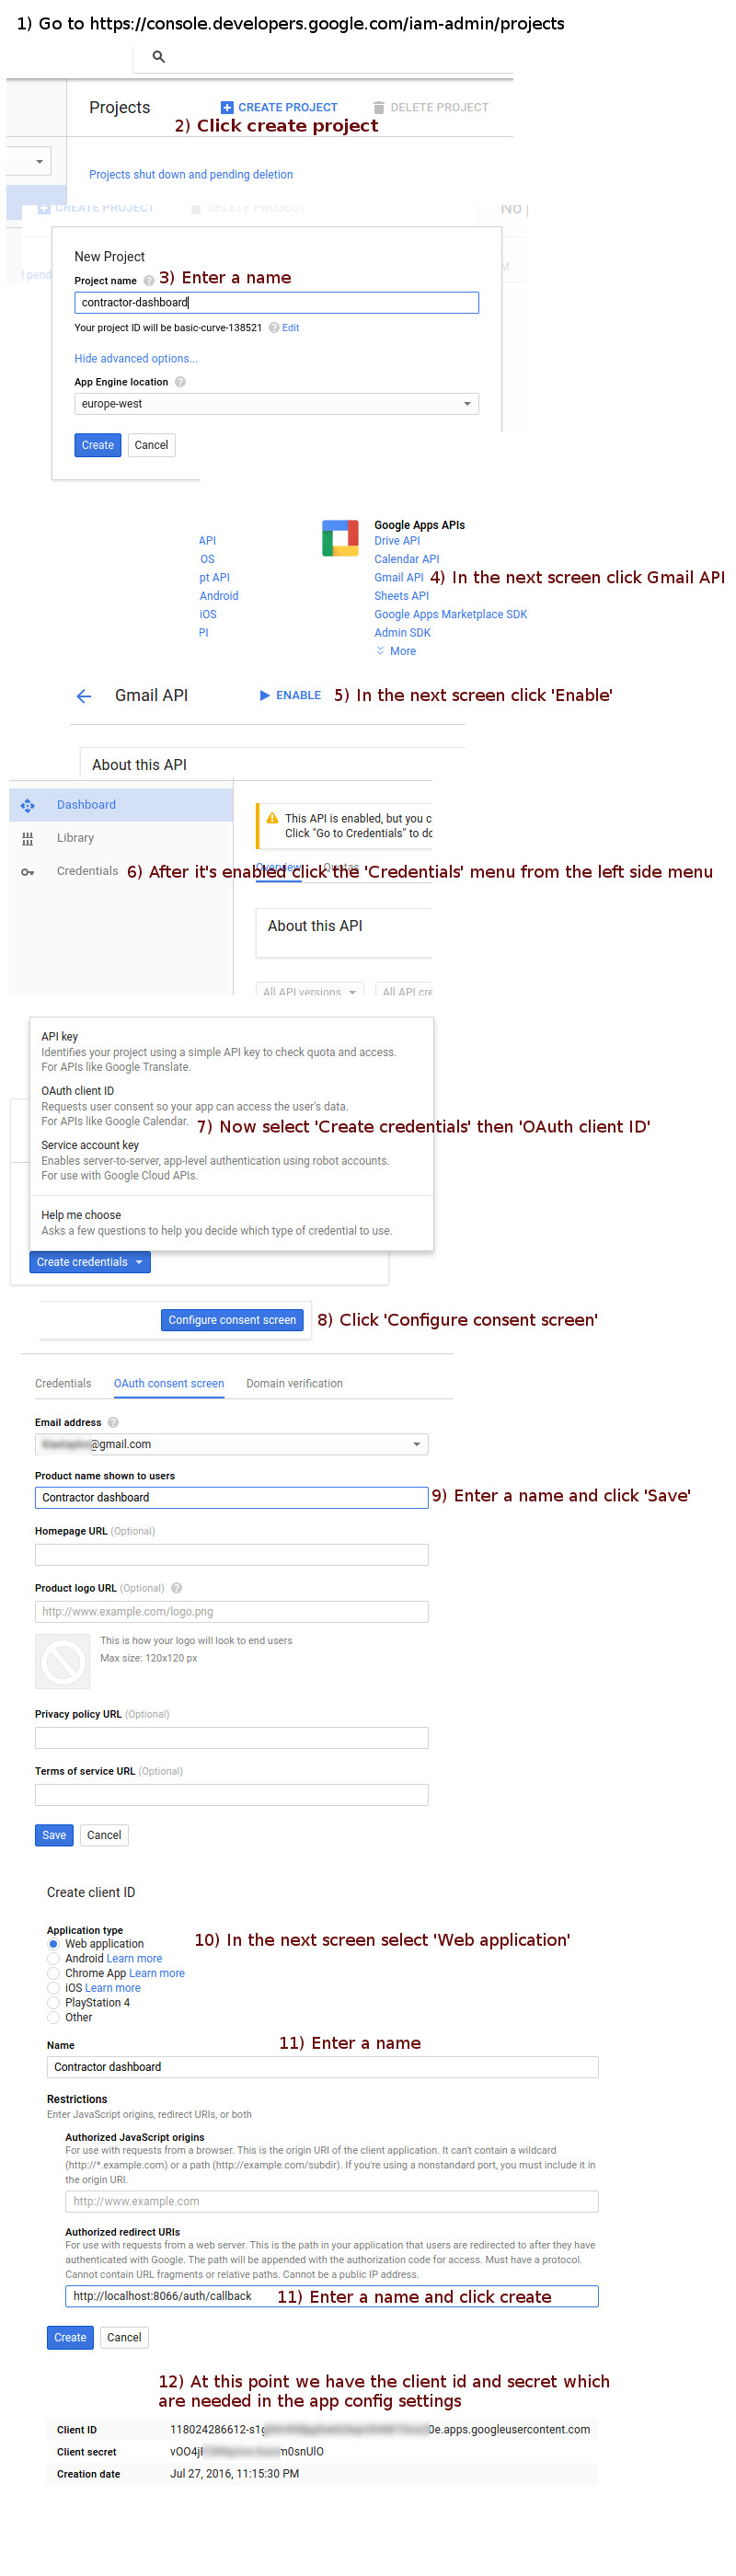 1) Go to https://console.developers.google.com/iam-admin/projects
Projects
CREATE PROJECT
DELETE PROJECT
2) Click create project
Projects shut down and pending deletion
CREATE PROJECT
DELETE PROJECT
No
pend
M
New Project
Project name
3) Enter a name
contractor-dashboard
Your project ID will be basic-curve-138521 Edit
Hide advanced options...
App Engine location
europe-west
Create Cancel
Google Apps APIs
API
Drive API
OS
Calendar API
pt API
Gmail API
4) In the next screen click Gmail API
Android
Sheets API
iOS
Google Apps Marketplace SDK
PI
Admin SDK
More
Gmail API
ENABLE
5) In the next screen click 'Enable'
About this API
Dashboard
This API is enabled, but you c
Click "Go to Credentials" to do
Library
Overview Quotas
Credentials
6) After it's enabled click the 'Credentials' menu from the left side menu
About this API
All API versions
All API cre
API key
Identifies your project using a simple API key to check quota and access.
For APIs like Google Translate.
OAuth client ID
Requests user consent so your app can access the user's data.
For APIs like Google Calendar.
7) Now select 'Create credentials' then 'OAuth client ID'
Service account key
Enables server-to-server, app-level authentication using robot accounts.
For use with Google Cloud APIs.
Help me choose
Asks a few questions to help you decide which type of credential to use.
Create credentials
Configure consent screen
8) Click 'Configure consent screen'
Credentials OAuth consent screen Domain verification
Email address
@gmail.com
Product name shown to users
Contractor dashboard
9) Enter a name and click 'Save'
Homepage URL (Optional)
Product logo URL (Optional)
http://www.example.com/logo.png
This is how your logo will look to end users
Max size: 120x120 px
Privacy policy URL (Optional)
Terms of service URL (Optional)
Save Cancel
Create client ID
Application type
Web application
10) In the next screen select 'Web application'
Android Learn more
Chrome App Learn more
iOS Learn more
PlayStation 4
Other
Name
11) Enter a name
Contractor dashboard
Restrictions
Enter JavaScript origins, redirect URIs, or both
Authorized JavaScript origins
For use with requests from a browser. This is the origin URI of the client application. It can't contain a wildcard
(http://*.example.com) or a path (http://example.com/subdir). If you're using a nonstandard port, you must include it in
the origin URI.
http://www.example.com
Authorized redirect URIs
For use with requests from a web server. This is the path in your application that users are redirected to after they have
authenticated with Google. The path will be appended with the authorization code for access. Must have a protocol.
Cannot contain URL fragments or relative paths. Cannot be a public IP address.
http://localhost:8066/auth/callback
11) Enter a name and click create
Create Cancel
12) At this point we have the client id and secret which
are needed in the app config settings
Client ID 118024286612-s1 0e.apps.googleusercontent.com
Client secret vOO4j m0snUlO
Creation date Jul 27, 2016, 11:15:30 PM